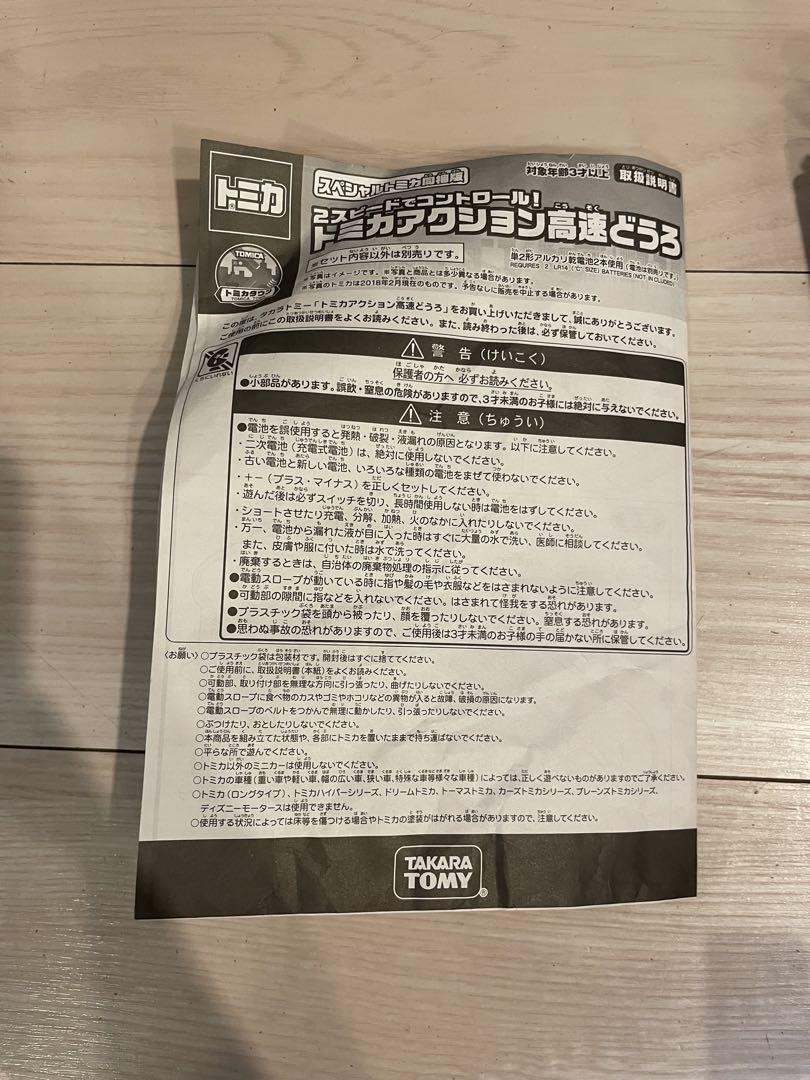 トミカ
スペシャルトミカ同梱版
対象年齢3才以上
取扱説明書
2スピードでコントロール!
トミカアクション高速どうろ
TOMICA
トミカタウン
※セット内容以外は別売りです。
単2形アルカリ乾電池2本使用(電池は別売りです。)
REQUIRES 2 LR14 ("C" SIZE) BATTERIES (NOT INCLUDED)
※写真はイメージです。※写真と商品とは多少異なる場合があります。
※写真のトミカは2018年2月現在のものです。予告なしに販売を中止する場合があります。
この度は、タカラトミー「トミカアクション高速どうろ」をお買い上げいただきまして、誠にありがとうございます。
ご使用の前にこの取扱説明書をよくお読みください。また、読み終わった後は、必ず保管しておいてください。
口にいれない
警告(けいこく)
保護者の方へ 必ずお読みください。
●小部品があります。誤飲・窒息の危険がありますので、3才未満のお子様には絶対に与えないでください。
注意(ちゅうい)
●電池を誤使用すると発熱・破裂・液漏れの原因となります。以下に注意してください。
・二次電池(充電式電池)は、絶対に使用しないでください。
・古い電池と新しい電池、いろいろな種類の電池をまぜて使わないでください。
・+−(プラス・マイナス)を正しくセットしてください。
・遊んだ後は必ずスイッチを切り、長時間使用しない時は電池をはずしてください。
・ショートさせたり充電、分解、加熱、火のなかに入れたりしないでください。
・万一、電池から漏れた液が目に入った時はすぐに大量の水で洗い、医師に相談してください。
また、皮膚や服に付いた時は水で洗ってください。
・廃棄するときは、自治体の廃棄物処理の指示に従ってください。
●電動スロープが動いている時に指や髪の毛や衣服などをはさまれないように注意してください。
●可動部の隙間に指などを入れないでください。はさまれて怪我をする恐れがあります。
●プラスチック袋を頭から被ったり、顔を覆ったりしないでください。窒息する恐れがあります。
●思わぬ事故の恐れがありますので、ご使用後は3才未満のお子様の手の届かない所に保管してください。
〈お願い〉○プラスチック袋は包装材です。開封後はすぐに捨ててください。
○ご使用前に、取扱説明書(本紙)をよくお読みください。
○可動部、取り付け部を無理な方向に引っ張ったり、曲げたりしないでください。
○電動スロープに食べ物のカスやゴミやホコリなどの異物が入ると故障、破損の原因になります。
○電動スロープのベルトをつかんで無理に動かしたり、引っ張ったりしないでください。
○ぶつけたり、おとしたりしないでください。
○本商品を組み立てた状態や、各部にトミカを置いたままで持ち運ばないでください。
○平らな所で遊んでください。
○トミカ以外のミニカーは使用しないでください。
○トミカの車種(重い車や軽い車、幅の広い車、狭い車、特殊な車等様々な車種)によっては、正しく遊べないものがありますのでご了承ください。
○トミカ(ロングタイプ)、トミカハイパーシリーズ、ドリームトミカ、トーマストミカ、カーズトミカシリーズ、プレーンズトミカシリーズ、
ディズニーモータースは使用できません。
○使用する状況によっては床等を傷つける場合やトミカの塗装がはがれる場合がありますので、注意してください。
TAKARA
TOMY